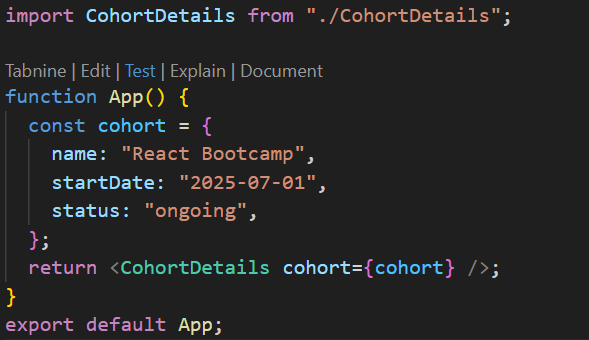 import CohortDetails from "./CohortDetails";
Tabnine | Edit | Test | Explain | Document
function App() {
  const cohort = {
    name: "React Bootcamp",
    startDate: "2025-07-01",
    status: "ongoing",
  };
  return <CohortDetails cohort={cohort} />;
}
export default App;